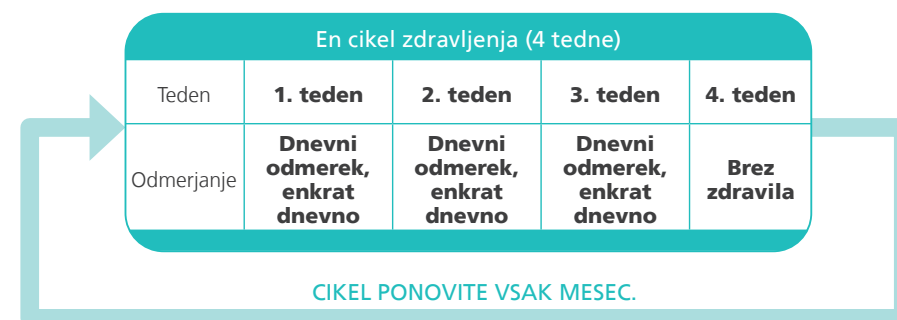 En cikel zdravljenja (4 tedne)
Teden 1. teden 2. teden 3. teden 4. teden
Odmerjanje
Dnevni
odmerek,
enkrat
dnevno
Dnevni
odmerek,
enkrat
dnevno
Dnevni
odmerek,
enkrat
dnevno
Brez
zdravila
CIKEL PONOVITE VSAK MESEC.